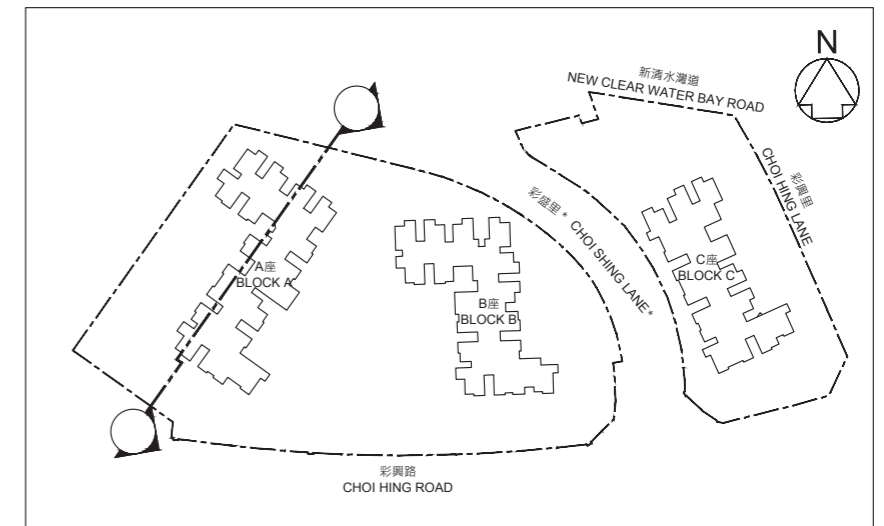 N
新清水灣道
NEW CLEAR WATER BAY ROAD
彩興里
CHOI HING LANE
彩盛里 *
CHOI SHING LANE*
A座
BLOCK A
B座
BLOCK B
C座
BLOCK C
彩興路
CHOI HING ROAD